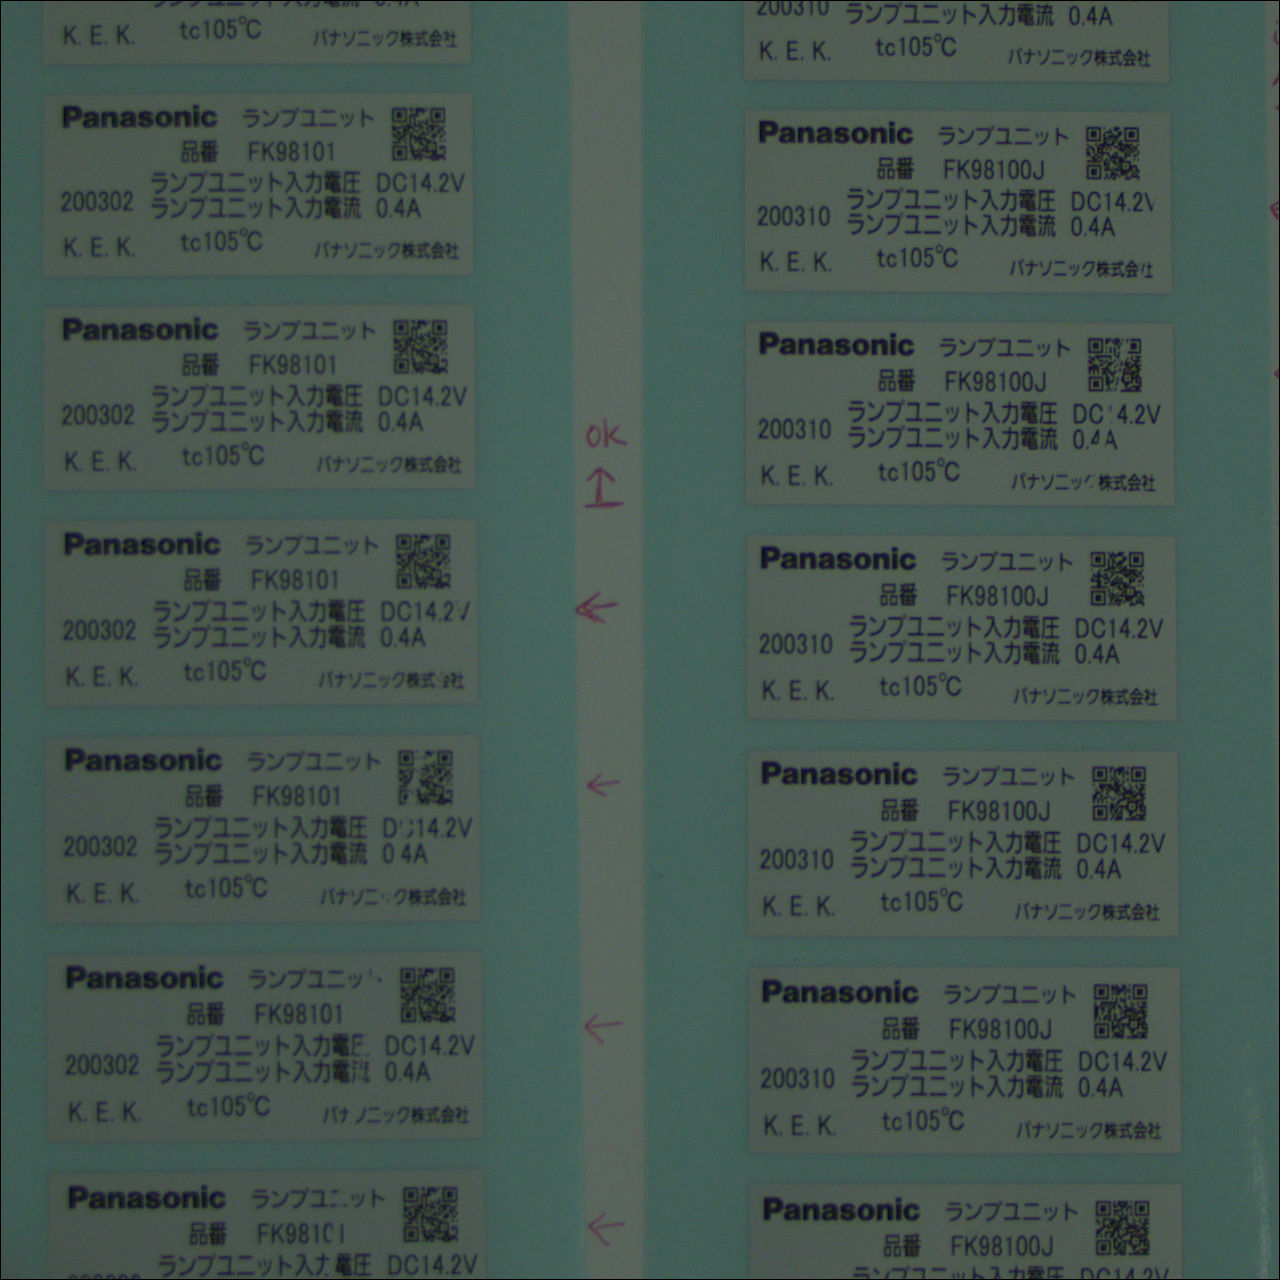 K. E. K. tc105℃ パナソニック株式会社
Panasonic ランプユニット
品番 FK98101
ランプユニット入力電圧 DC14.2V
200302 ランプユニット入力電流 0.4A
K. E. K. tc105℃ パナソニック株式会社
Panasonic ランプユニット
品番 FK98101
ランプユニット入力電圧 DC14.2V
200302 ランプユニット入力電流 0.4A
K. E. K. tc105℃ パナソニック株式会社
Panasonic ランプユニット
品番 FK98101
ランプユニット入力電圧 DC14.2V
200302 ランプユニット入力電流 0.4A
K. E. K. tc105℃ パナソニック株式会社
Panasonic ランプユニット
品番 FK98101
ランプユニット入力電圧 DC14.2V
200302 ランプユニット入力電流 0 4A
K. E. K. tc105℃ パナソニック株式会社
Panasonic ランプユニット
品番 FK98101
ランプユニット入力電圧 DC14.2V
200302 ランプユニット入力電流 0.4A
K. E. K. tc105℃ パナソニック株式会社
Panasonic ランプユニット
品番 FK98101
ランプユニット入力電圧 DC14.2V
OK
↑
←
←
←
←
200310 ランプユニット入力電流 0.4A
K. E. K. tc105℃ パナソニック株式会社
Panasonic ランプユニット
品番 FK98100J
ランプユニット入力電圧 DC14.2V
200310 ランプユニット入力電流 0.4A
K. E. K. tc105℃ パナソニック株式会社
Panasonic ランプユニット
品番 FK98100J
ランプユニット入力電圧 DC14.2V
200310 ランプユニット入力電流 0.4A
K. E. K. tc105℃ パナソニック株式会社
Panasonic ランプユニット
品番 FK98100J
ランプユニット入力電圧 DC14.2V
200310 ランプユニット入力電流 0.4A
K. E. K. tc105℃ パナソニック株式会社
Panasonic ランプユニット
品番 FK98100J
ランプユニット入力電圧 DC14.2V
200310 ランプユニット入力電流 0.4A
K. E. K. tc105℃ パナソニック株式会社
Panasonic ランプユニット
品番 FK98100J
ランプユニット入力電圧 DC14.2V
200310 ランプユニット入力電流 0.4A
K. E. K. tc105℃ パナソニック株式会社
Panasonic ランプユニット
品番 FK98100J
ランプユニット入力電圧 DC14.2V